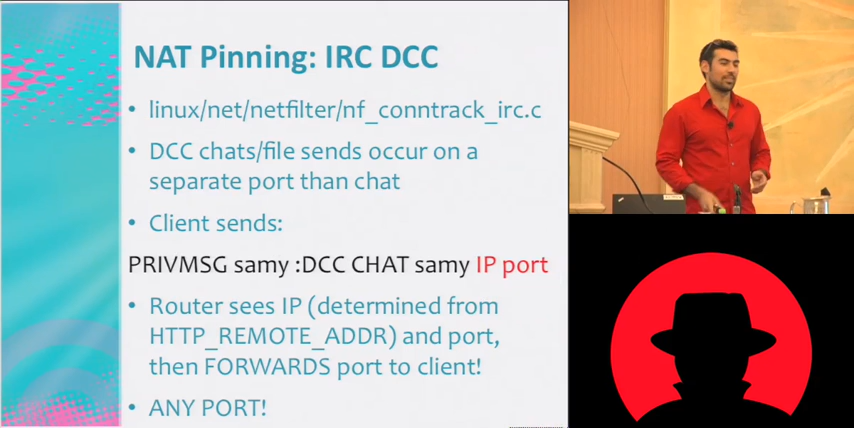 NAT Pinning: IRC DCC
• linux/net/netfilter/nf_conntrack_irc.c
• DCC chats/file sends occur on a
separate port than chat
• Client sends:
PRIVMSG samy :DCC CHAT samy IP port
• Router sees IP (determined from
HTTP_REMOTE_ADDR) and port,
then FORWARDS port to client!
• ANY PORT!